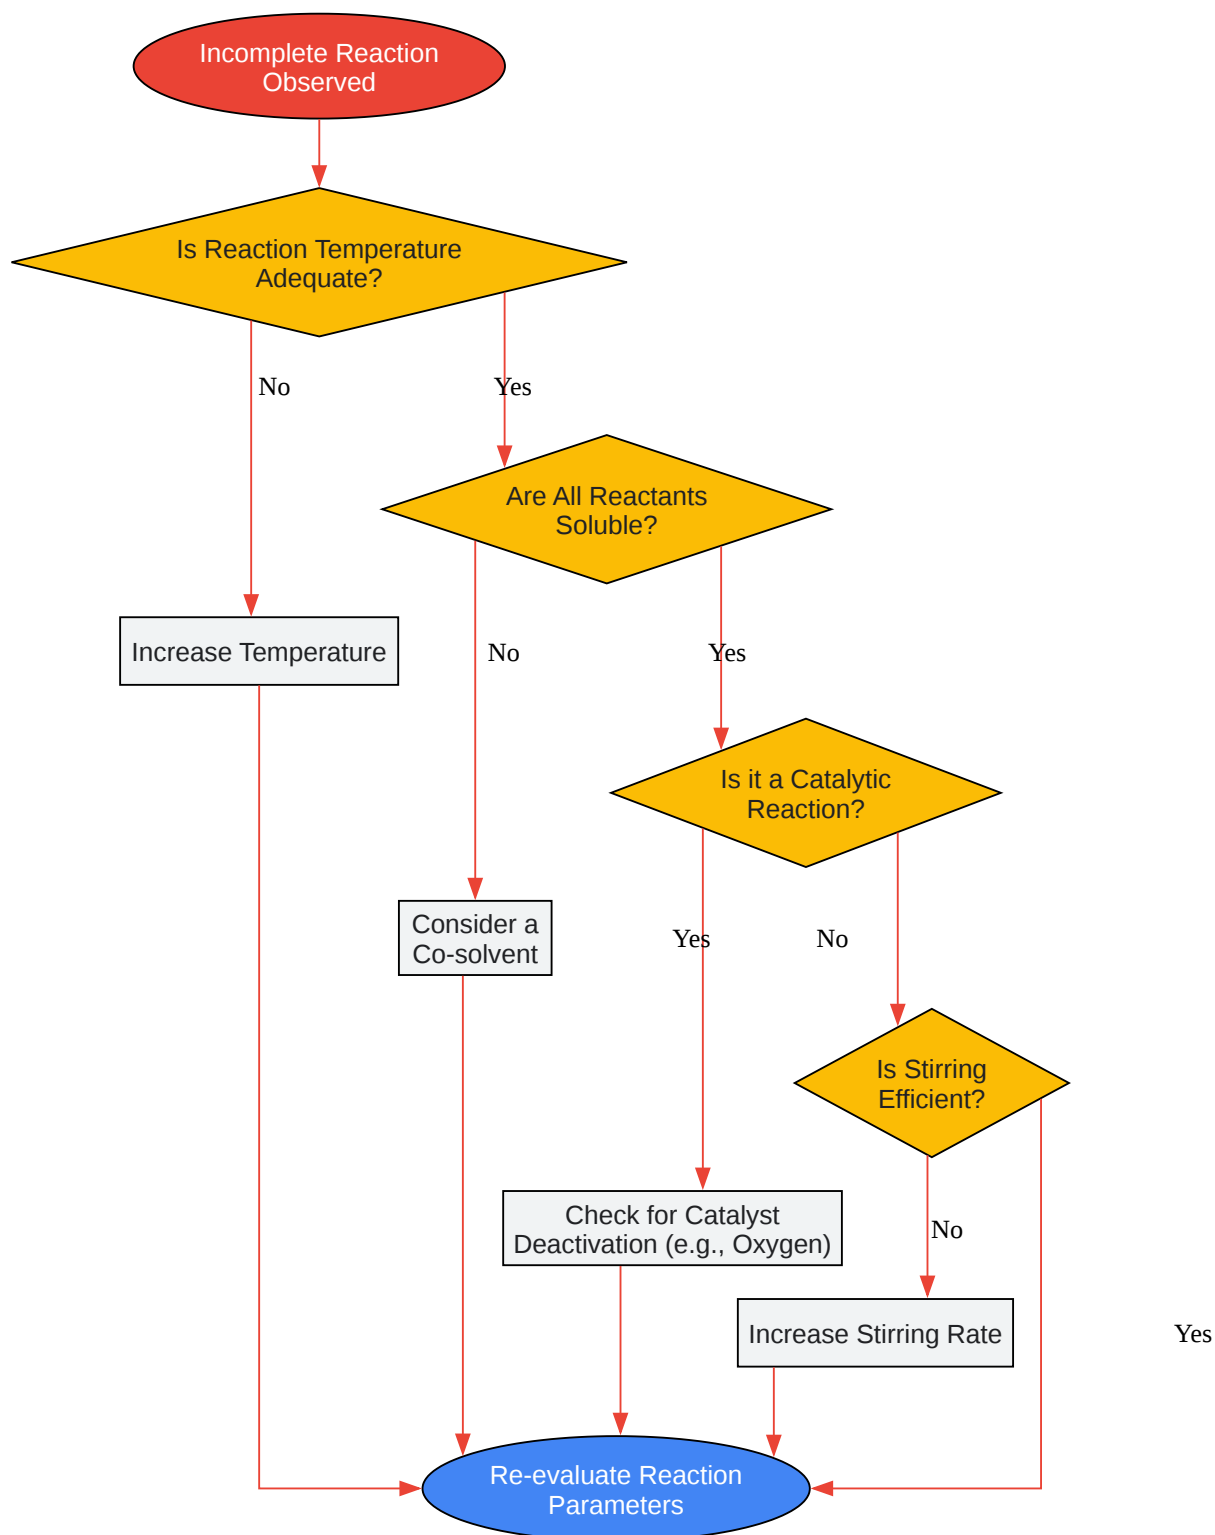 Incomplete Reaction
Observed
Is Reaction Temperature
Adequate?
No
Yes
Are All Reactants
Soluble?
Increase Temperature
No
Yes
Is it a Catalytic
Reaction?
Consider a
Co-solvent
Yes
No
Is Stirring
Efficient?
Check for Catalyst
Deactivation (e.g., Oxygen)
No
Increase Stirring Rate
Yes
Re-evaluate Reaction
Parameters